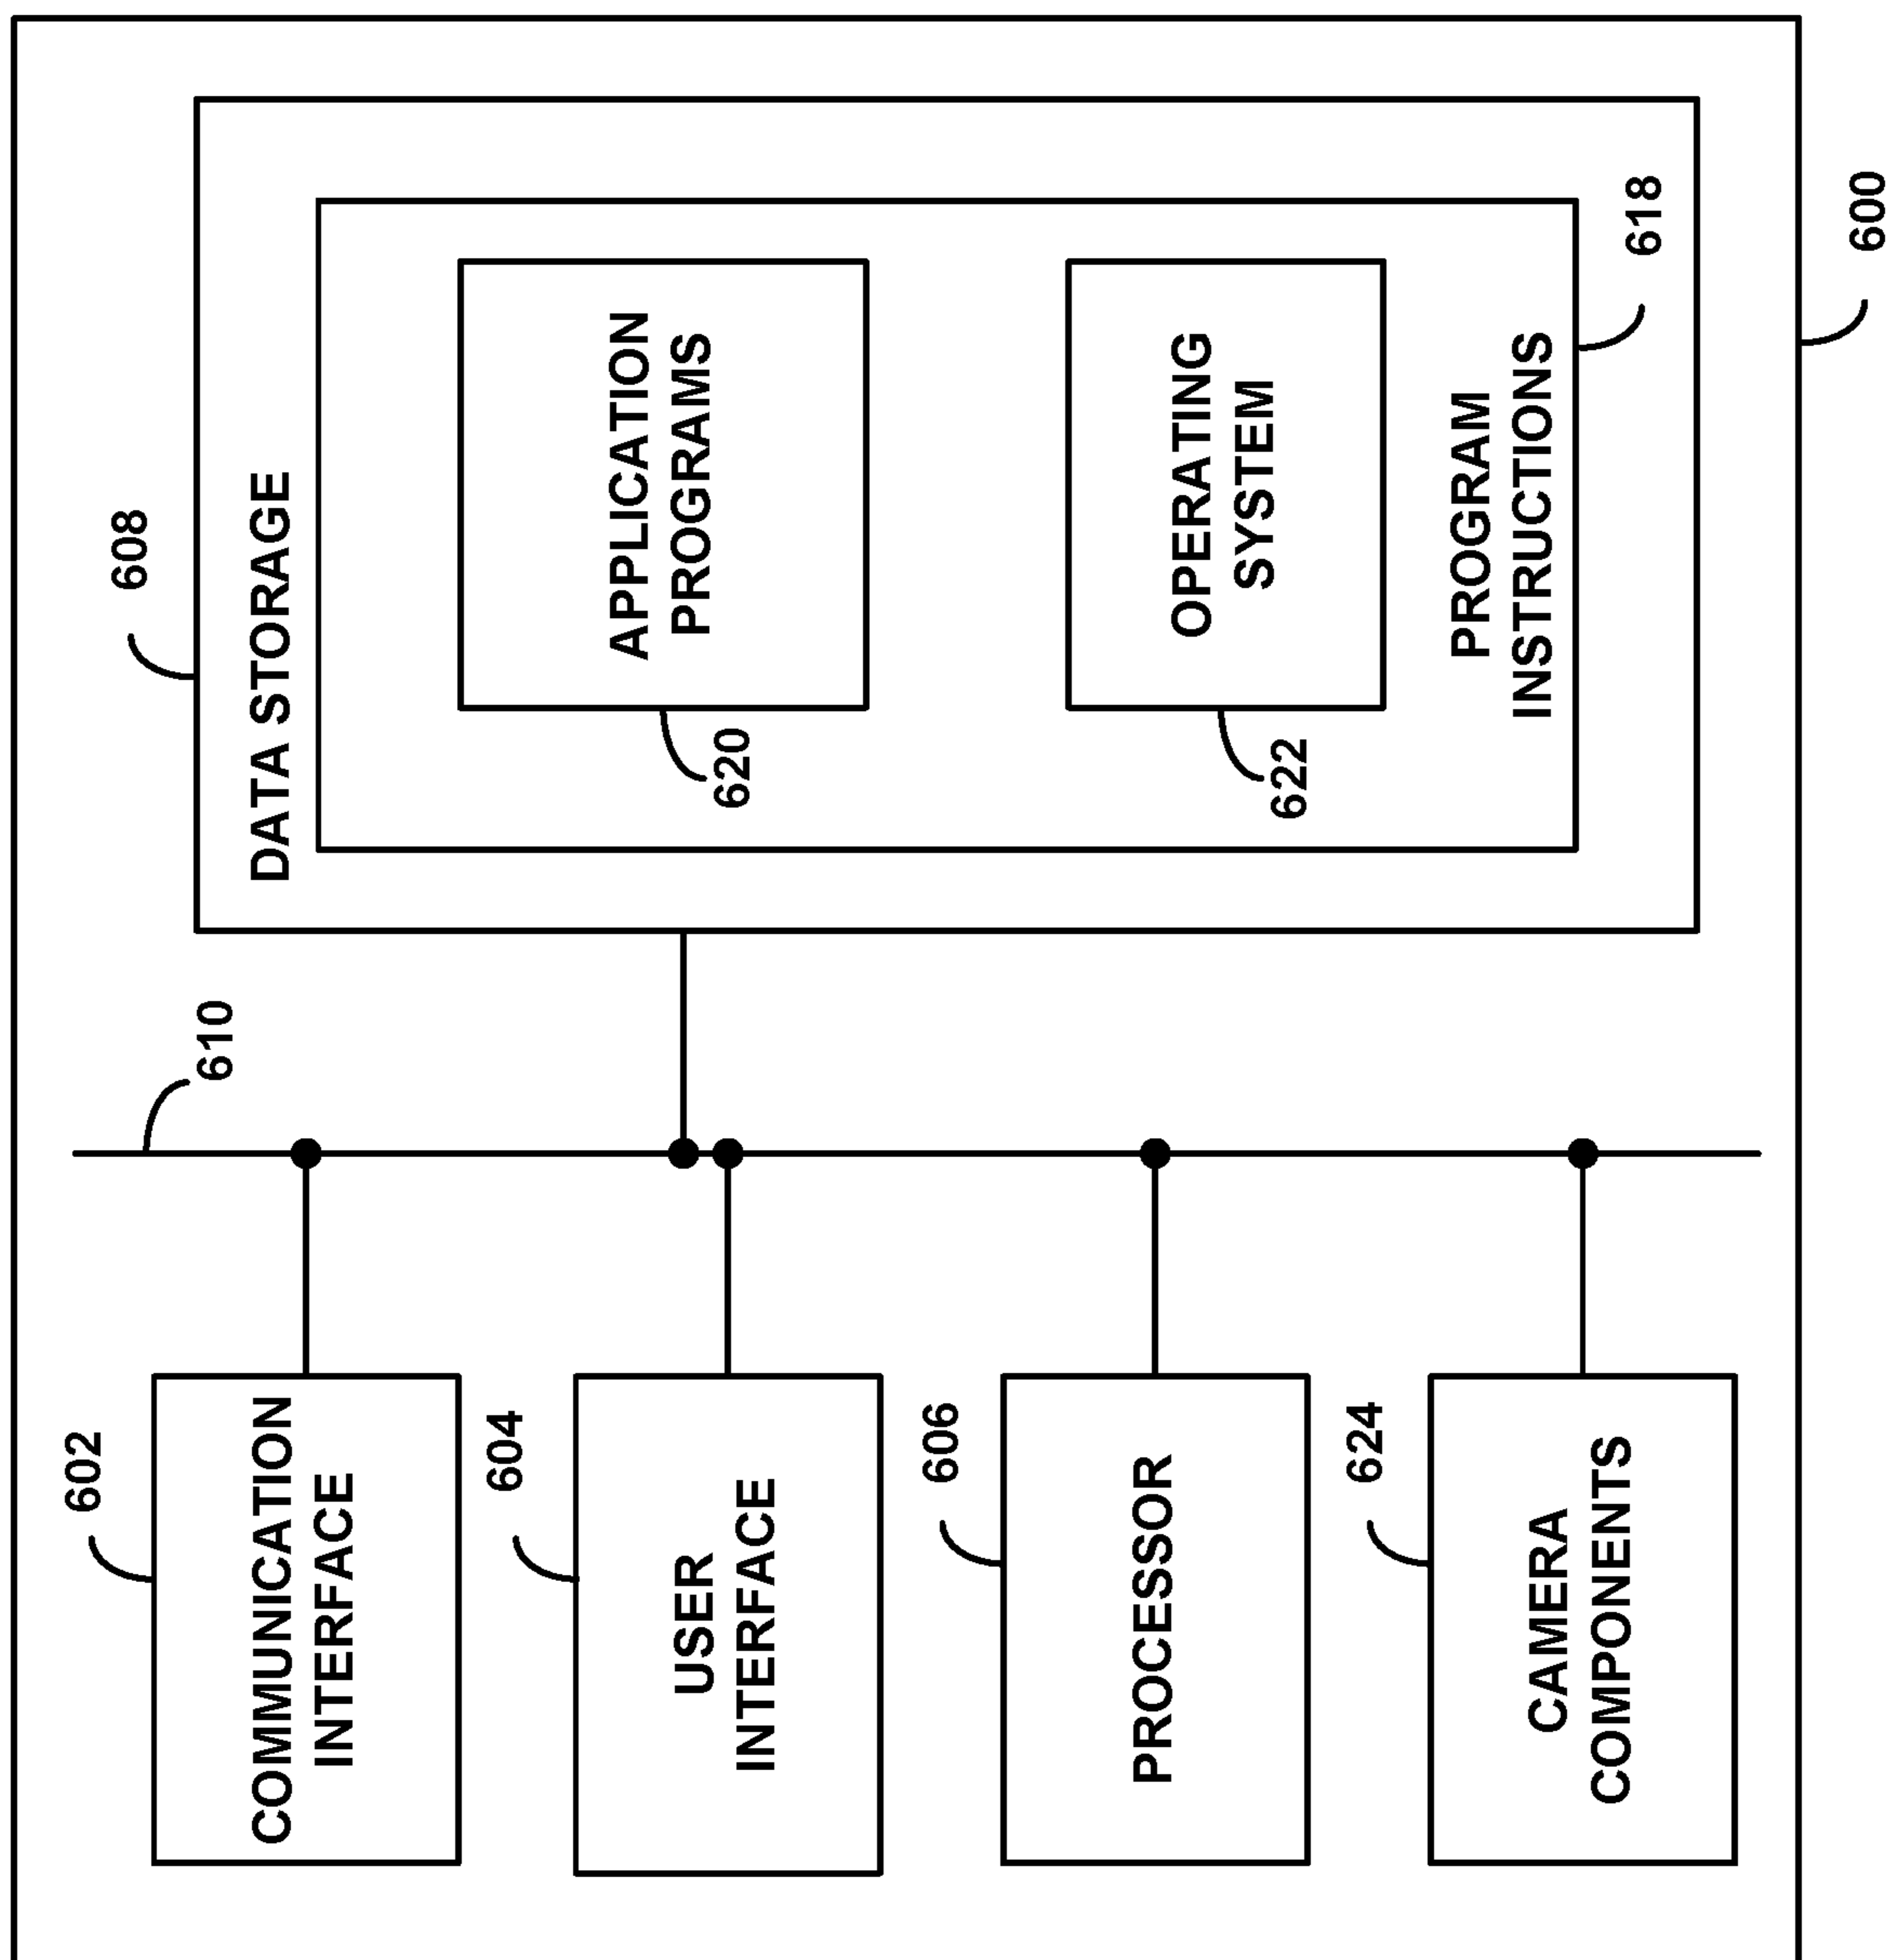 602
COMMUNICATION
INTERFACE
604
USER
INTERFACE
606
PROCESSOR
624
CAMERA
COMPONENTS
610
608
DATA STORAGE
APPLICATION
PROGRAMS
620
OPERATING
SYSTEM
622
PROGRAM
INSTRUCTIONS
618
600